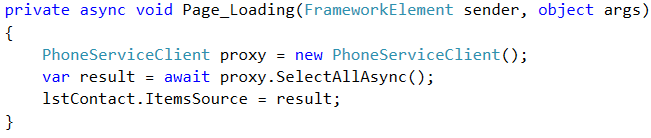 private async void Page_Loading(FrameworkElement sender, object args)
{
    PhoneServiceClient proxy = new PhoneServiceClient();
    var result = await proxy.SelectAllAsync();
    lstContact.ItemsSource = result;
}